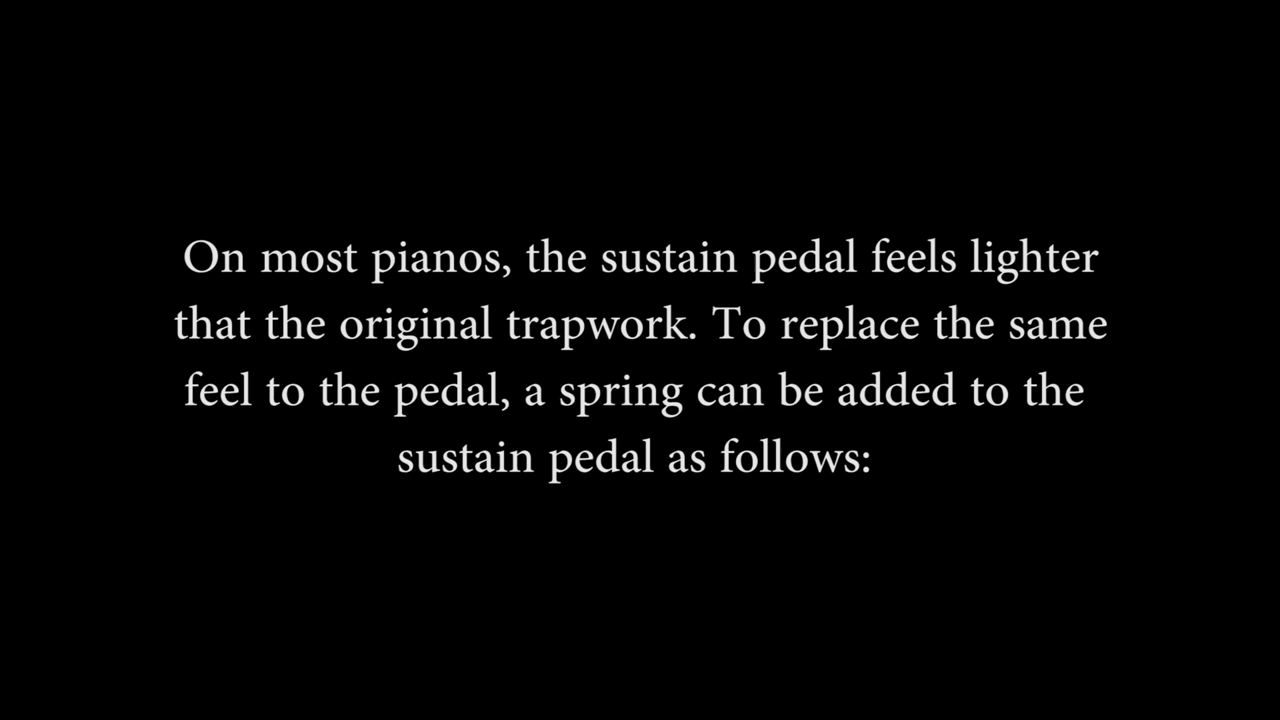 On most pianos, the sustain pedal feels lighter
that the original trapwork. To replace the same
feel to the pedal, a spring can be added to the
sustain pedal as follows: